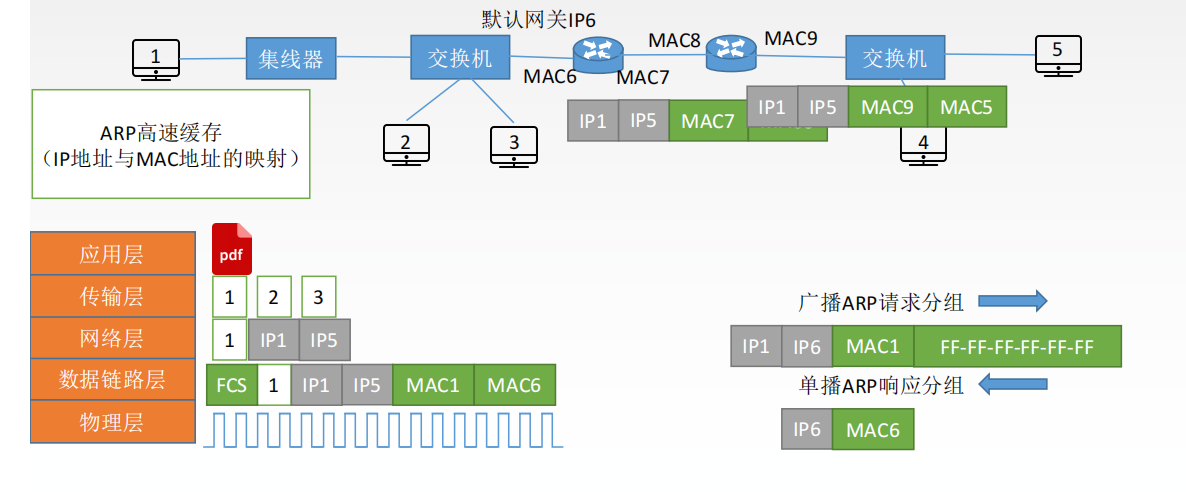 默认网关IP6
1
集线器
交换机
MAC6
MAC7
MAC8
MAC9
交换机
5
IP1 IP5 MAC7
IP1 IP5 MAC9 MAC5
2
3
4
ARP高速缓存
（IP地址与MAC地址的映射）
应用层
pdf
传输层
1 2 3
网络层
1 IP1 IP5
数据链路层
FCS 1 IP1 IP5 MAC1 MAC6
物理层
广播ARP请求分组
IP1 IP6 MAC1 FF-FF-FF-FF-FF-FF
单播ARP响应分组
IP6 MAC6